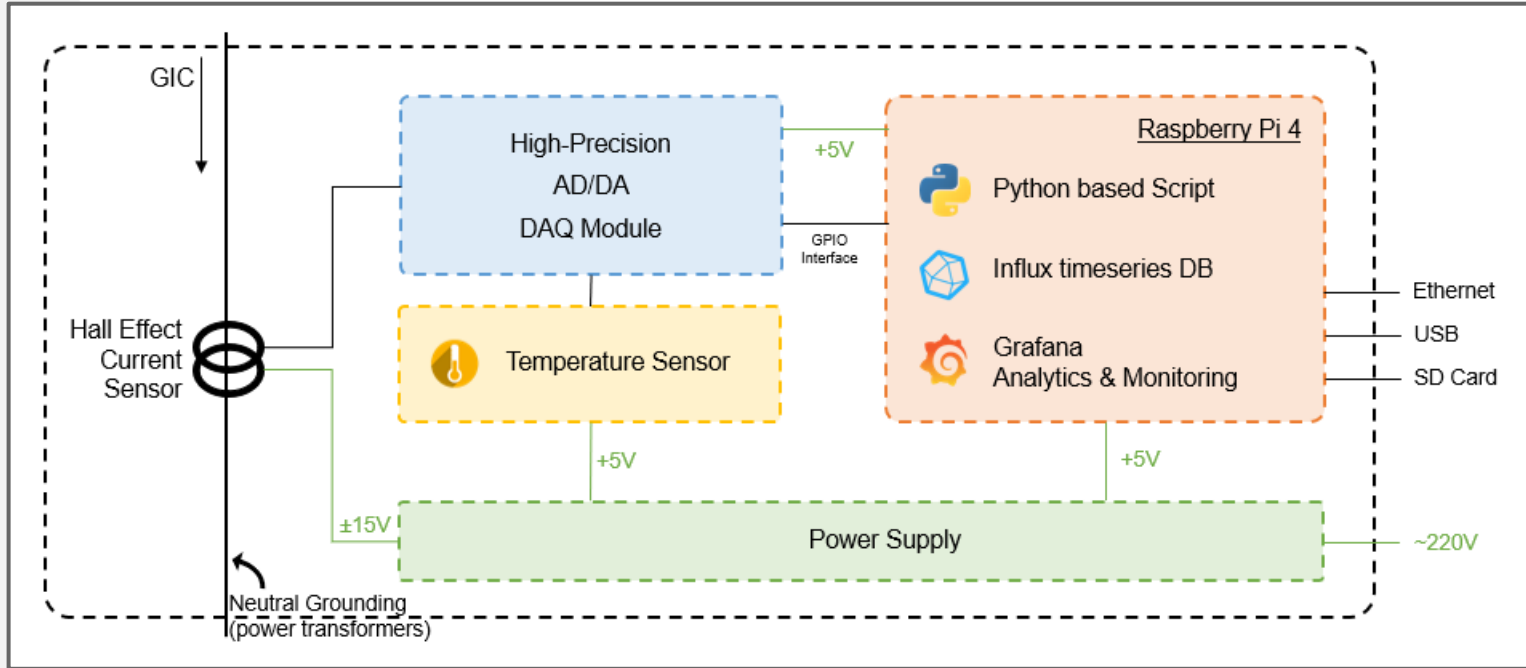 GIC
High-Precision
AD/DA
DAQ Module
+5V
GPIO
Interface
Raspberry Pi 4
Python based Script
Influx timeseries DB
Grafana
Analytics & Monitoring
Ethernet
USB
SD Card
Hall Effect
Current
Sensor
Temperature Sensor
+5V
+5V
±15V
Power Supply
~220V
Neutral Grounding
(power transformers)